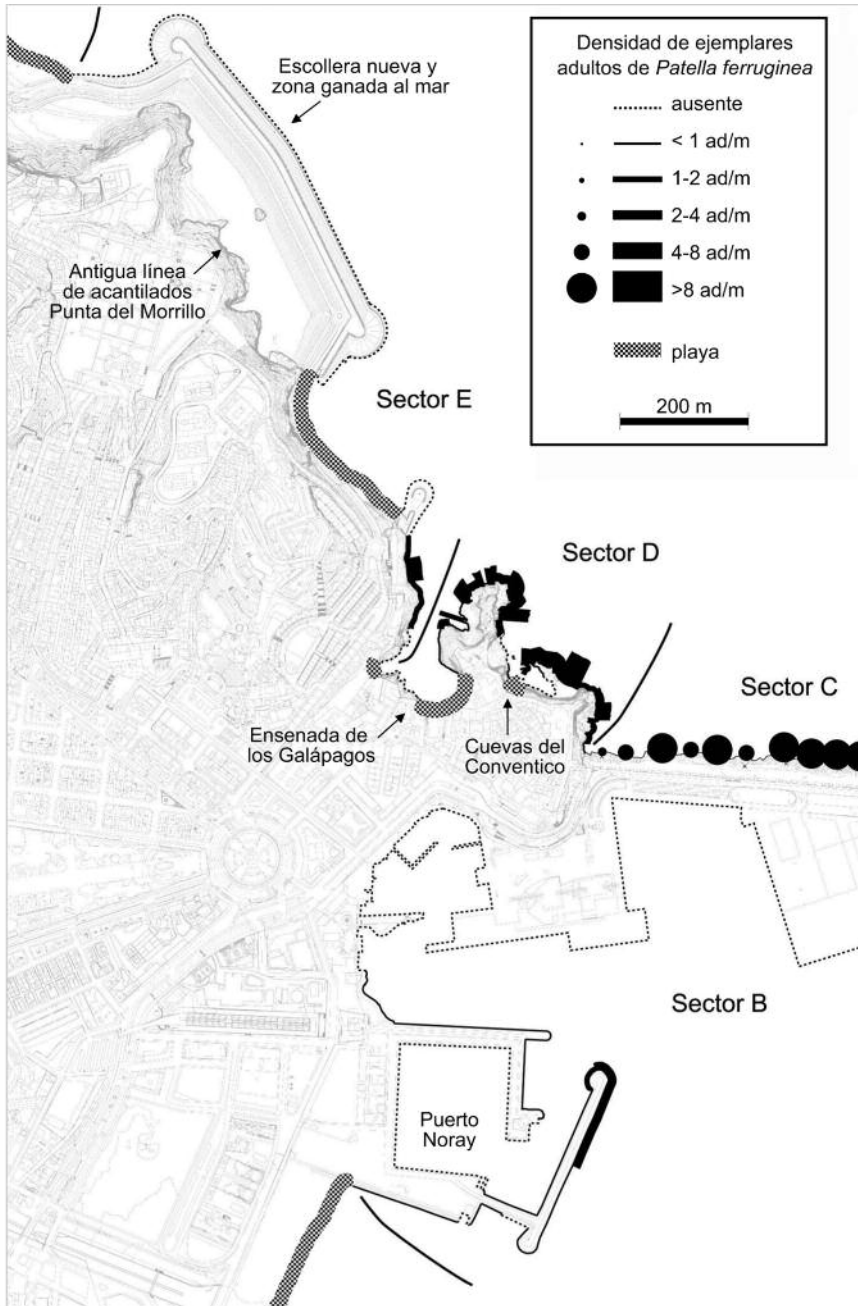 Escollera nueva y
zona ganada al mar
Densidad de ejemplares
adultos de Patella ferruginea
ausente
< 1 ad/m
1-2 ad/m
2-4 ad/m
4-8 ad/m
>8 ad/m
playa
200 m
Antigua línea
de acantilados
Punta del Morrillo
Sector E
Sector D
Sector C
Ensenada de
los Galápagos
Cuevas del
Conventico
Sector B
Puerto
Noray